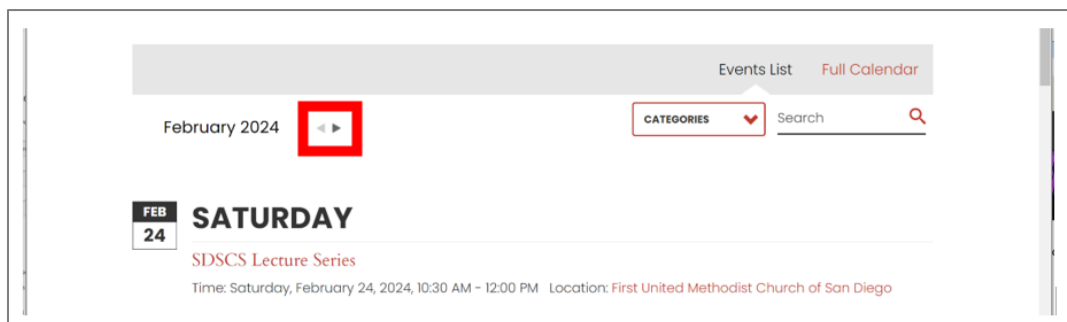 Events List Full Calendar
February 2024 CATEGORIES Search
FEB
24
SATURDAY
SDSCS Lecture Series
Time: Saturday, February 24, 2024, 10:30 AM - 12:00 PM Location: First United Methodist Church of San Diego